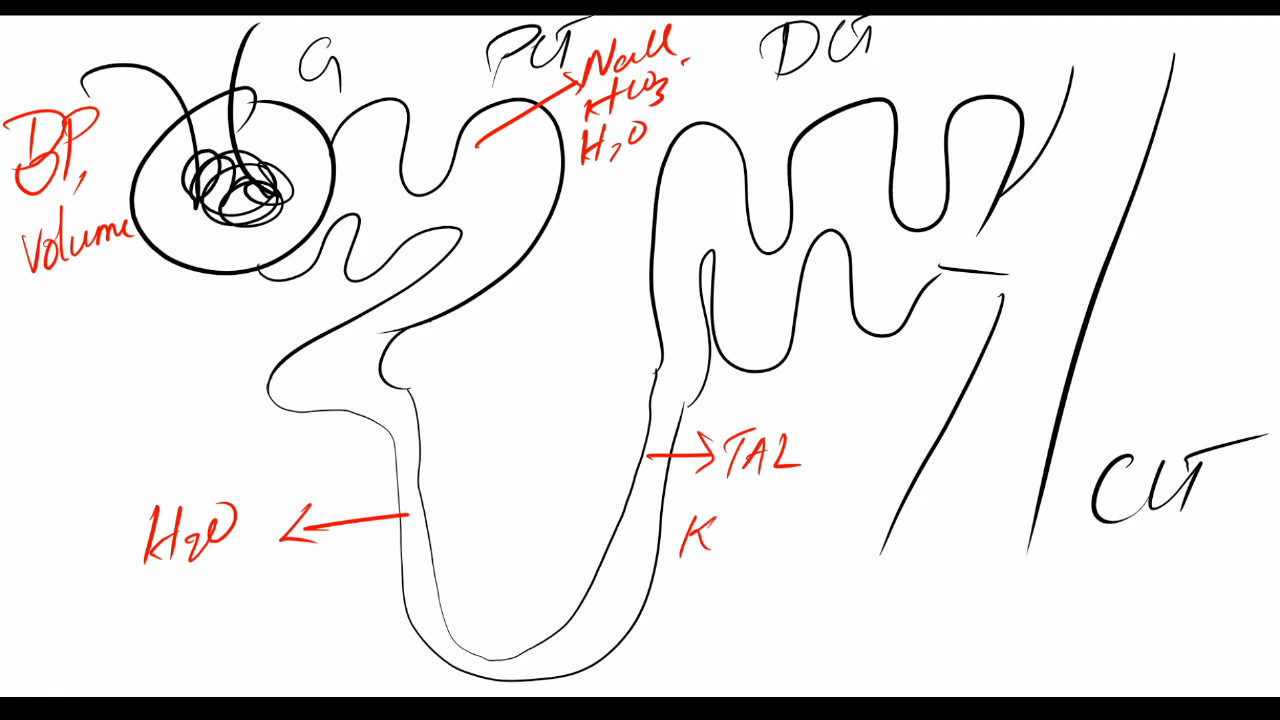 G
PCT
DCT
NaCl,
HCO3
H2O
BP,
Volume
TAL
K
H2O
CCT